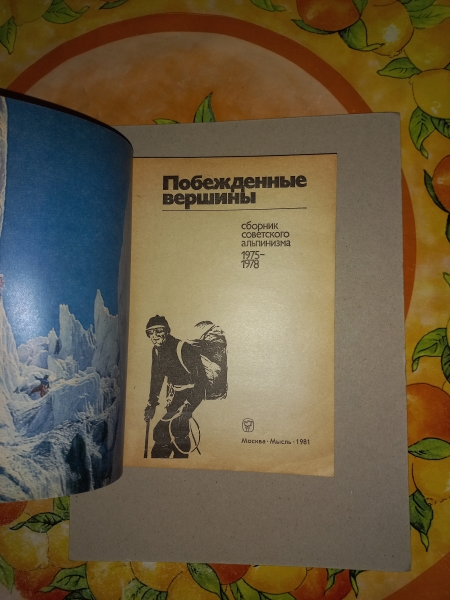 Побежденные
вершины
сборник
советского
альпинизма
1975–
1978
Москва · Мысль · 1981